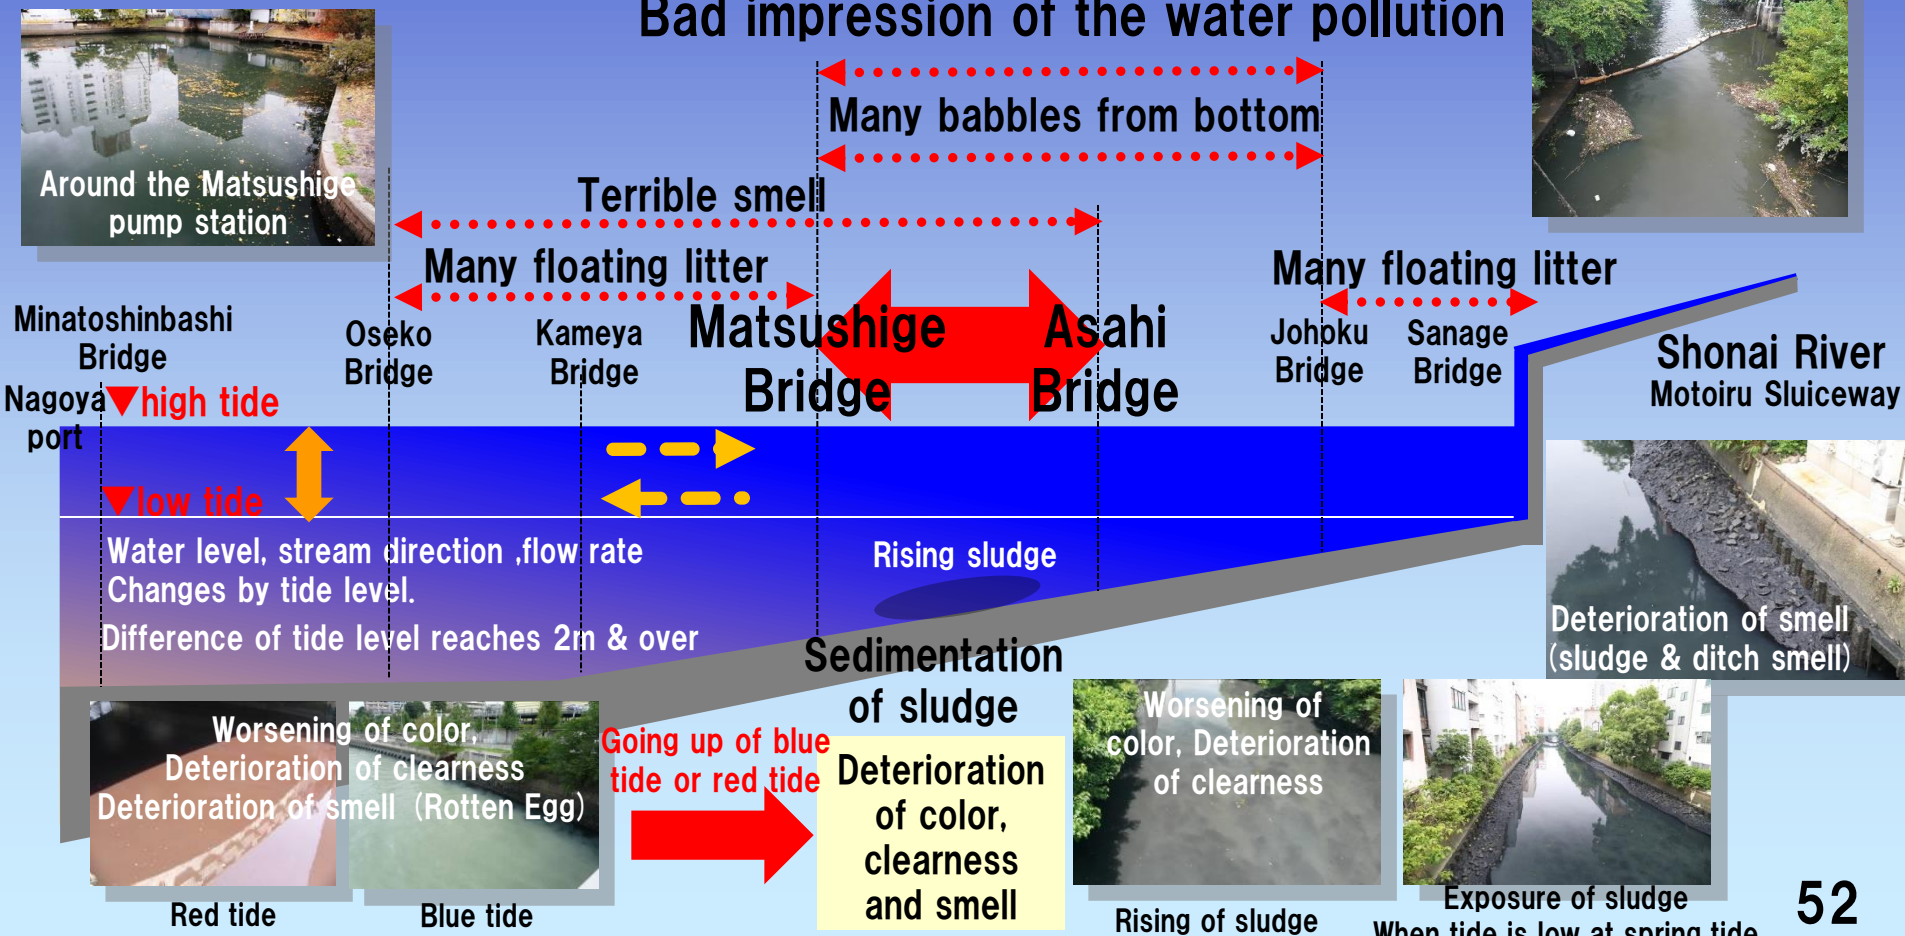 Bad impression of the water pollution
Many babbles from bottom
Around the Matsushige
pump station
Terrible smell
Many floating litter
Many floating litter
Minatoshinbashi
Bridge
Oseko
Bridge
Kameya
Bridge
Matsushige
Bridge
Asahi
Bridge
Johoku
Bridge
Sanage
Bridge
Shonai River
Motoiru Sluiceway
Nagoya
port
▼high tide
▼low tide
Water level, stream direction ,flow rate
Changes by tide level.
Difference of tide level reaches 2m & over
Rising sludge
Sedimentation
of sludge
Deterioration of smell
(sludge & ditch smell)
Worsening of color,
Deterioration of clearness
Deterioration of smell (Rotten Egg)
Going up of blue
tide or red tide
Deterioration
of color,
clearness
and smell
Worsening of
color, Deterioration
of clearness
Red tide
Blue tide
Rising of sludge
Exposure of sludge
When tide is low at spring tide
52